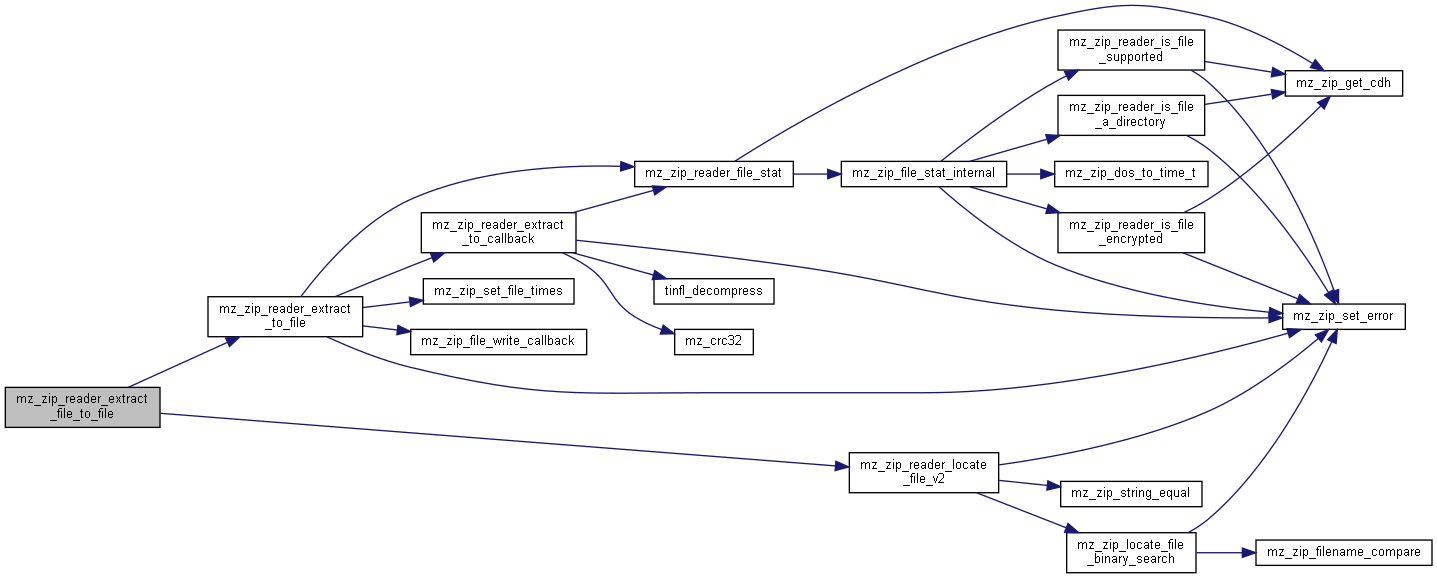 mz_zip_reader_is_file
_supported
mz_zip_get_cdh
mz_zip_reader_is_file
_a_directory
mz_zip_reader_file_stat
mz_zip_file_stat_internal
mz_zip_dos_to_time_t
mz_zip_reader_extract
_to_callback
mz_zip_reader_is_file
_encrypted
mz_zip_set_file_times
tinfl_decompress
mz_zip_reader_extract
_to_file
mz_zip_set_error
mz_zip_file_write_callback
mz_crc32
mz_zip_reader_extract
_file_to_file
mz_zip_reader_locate
_file_v2
mz_zip_string_equal
mz_zip_locate_file
_binary_search
mz_zip_filename_compare